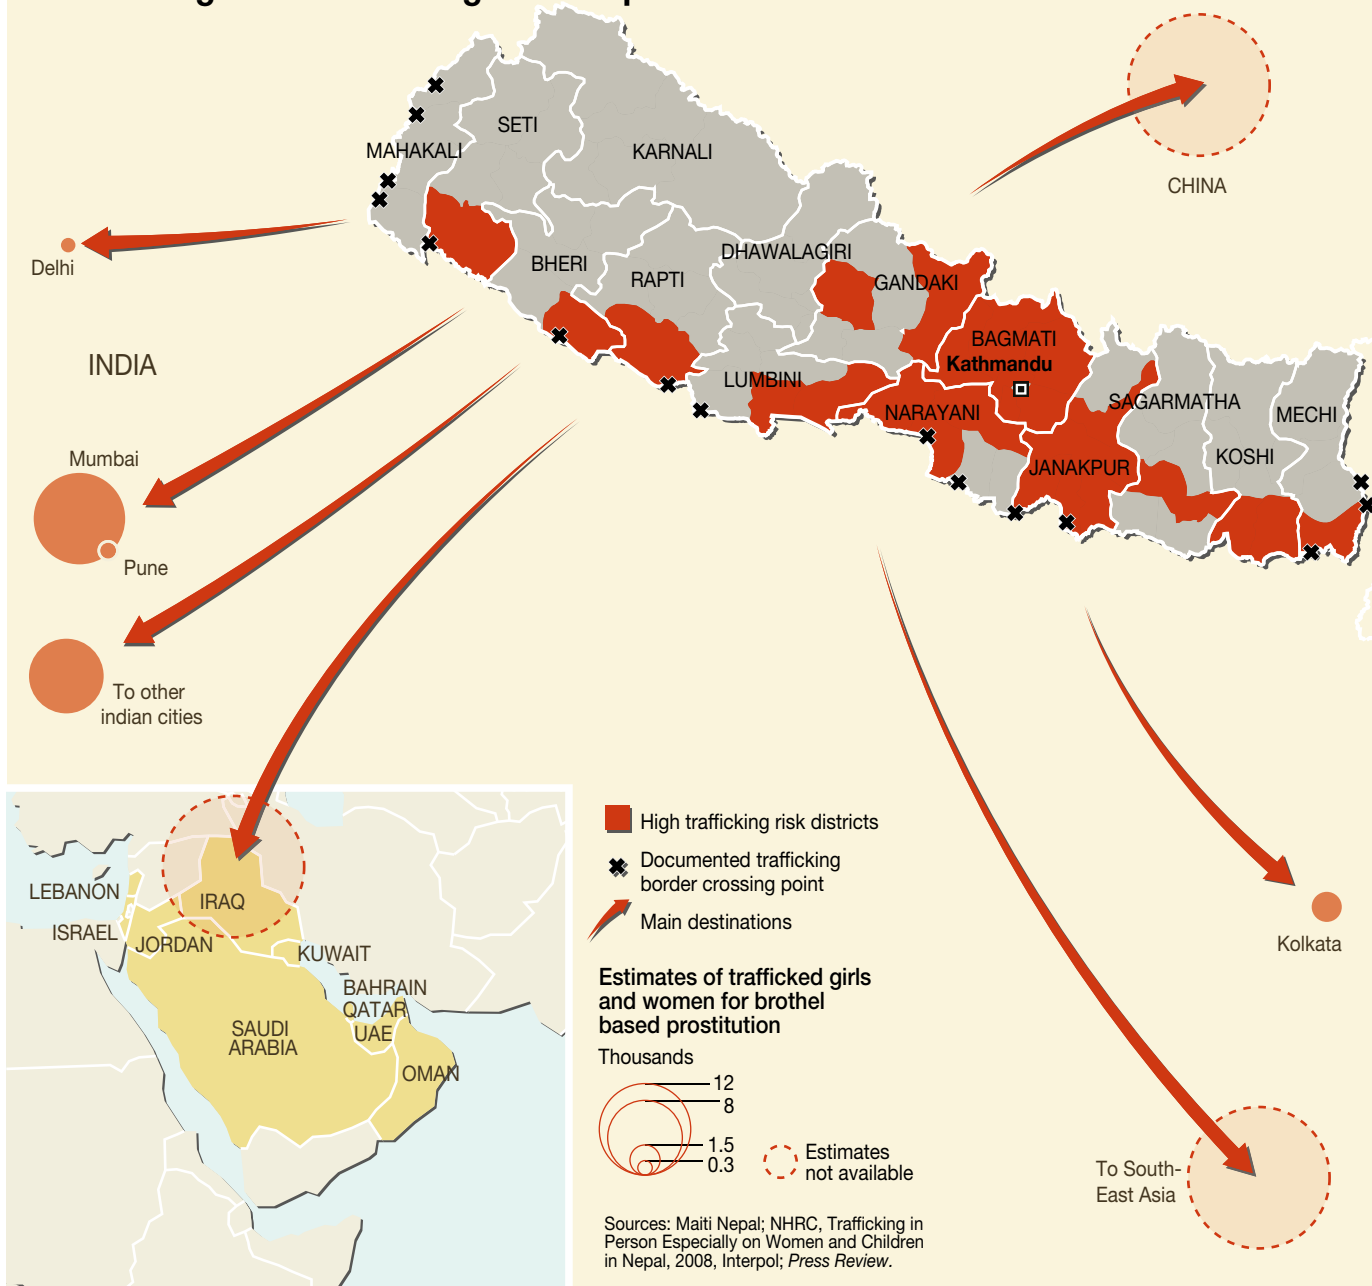 SETI
MAHAKALI
KARNALI
CHINA
Delhi
DHAWALAGIRI
BHERI
RAPTI
GANDAKI
BAGMATI
Kathmandu
INDIA
LUMBINI
NARAYANI
SAGARMATHA
MECHI
JANAKPUR
KOSHI
Mumbai
Pune
To other
indian cities
LEBANON
IRAQ
ISRAEL
JORDAN
KUWAIT
BAHRAIN
QATAR
UAE
SAUDI
ARABIA
OMAN
High trafficking risk districts
Documented trafficking
border crossing point
Main destinations
Estimates of trafficked girls
and women for brothel
based prostitution
Thousands
12
8
1.5
0.3
Estimates
not available
Kolkata
To South-
East Asia
Sources: Maiti Nepal; NHRC, Trafficking in
Person Especially on Women and Children
in Nepal, 2008, Interpol; Press Review.